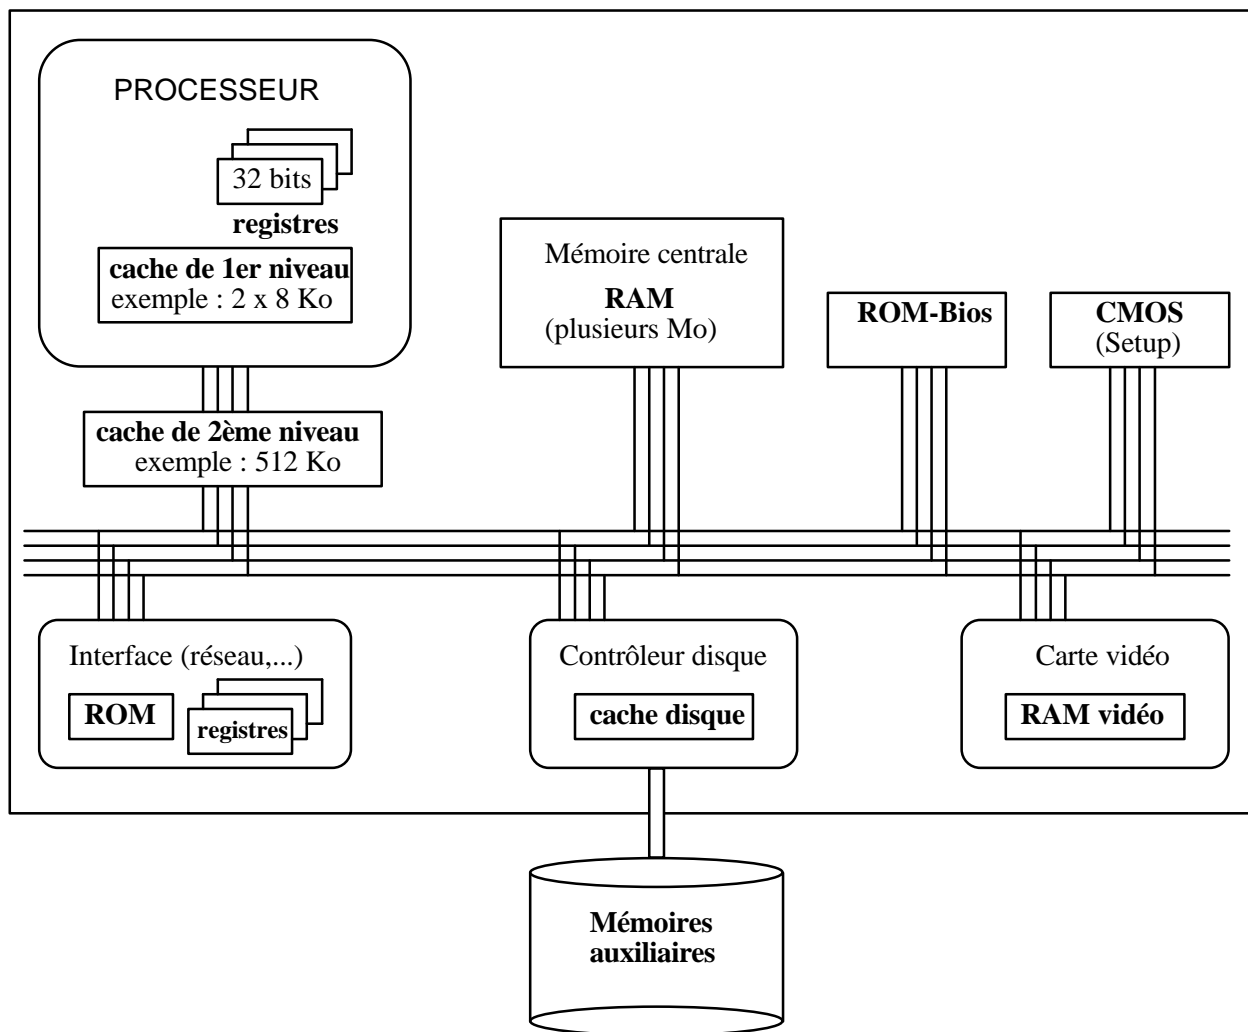 PROCESSEUR
32 bits
registres
cache de 1er niveau
exemple : 2 x 8 Ko
Mémoire centrale
RAM
(plusieurs Mo)
ROM-Bios
CMOS
(Setup)
cache de 2ème niveau
exemple : 512 Ko
Interface (réseau,...)
ROM
registres
Contrôleur disque
cache disque
Carte vidéo
RAM vidéo
Mémoires
auxiliaires